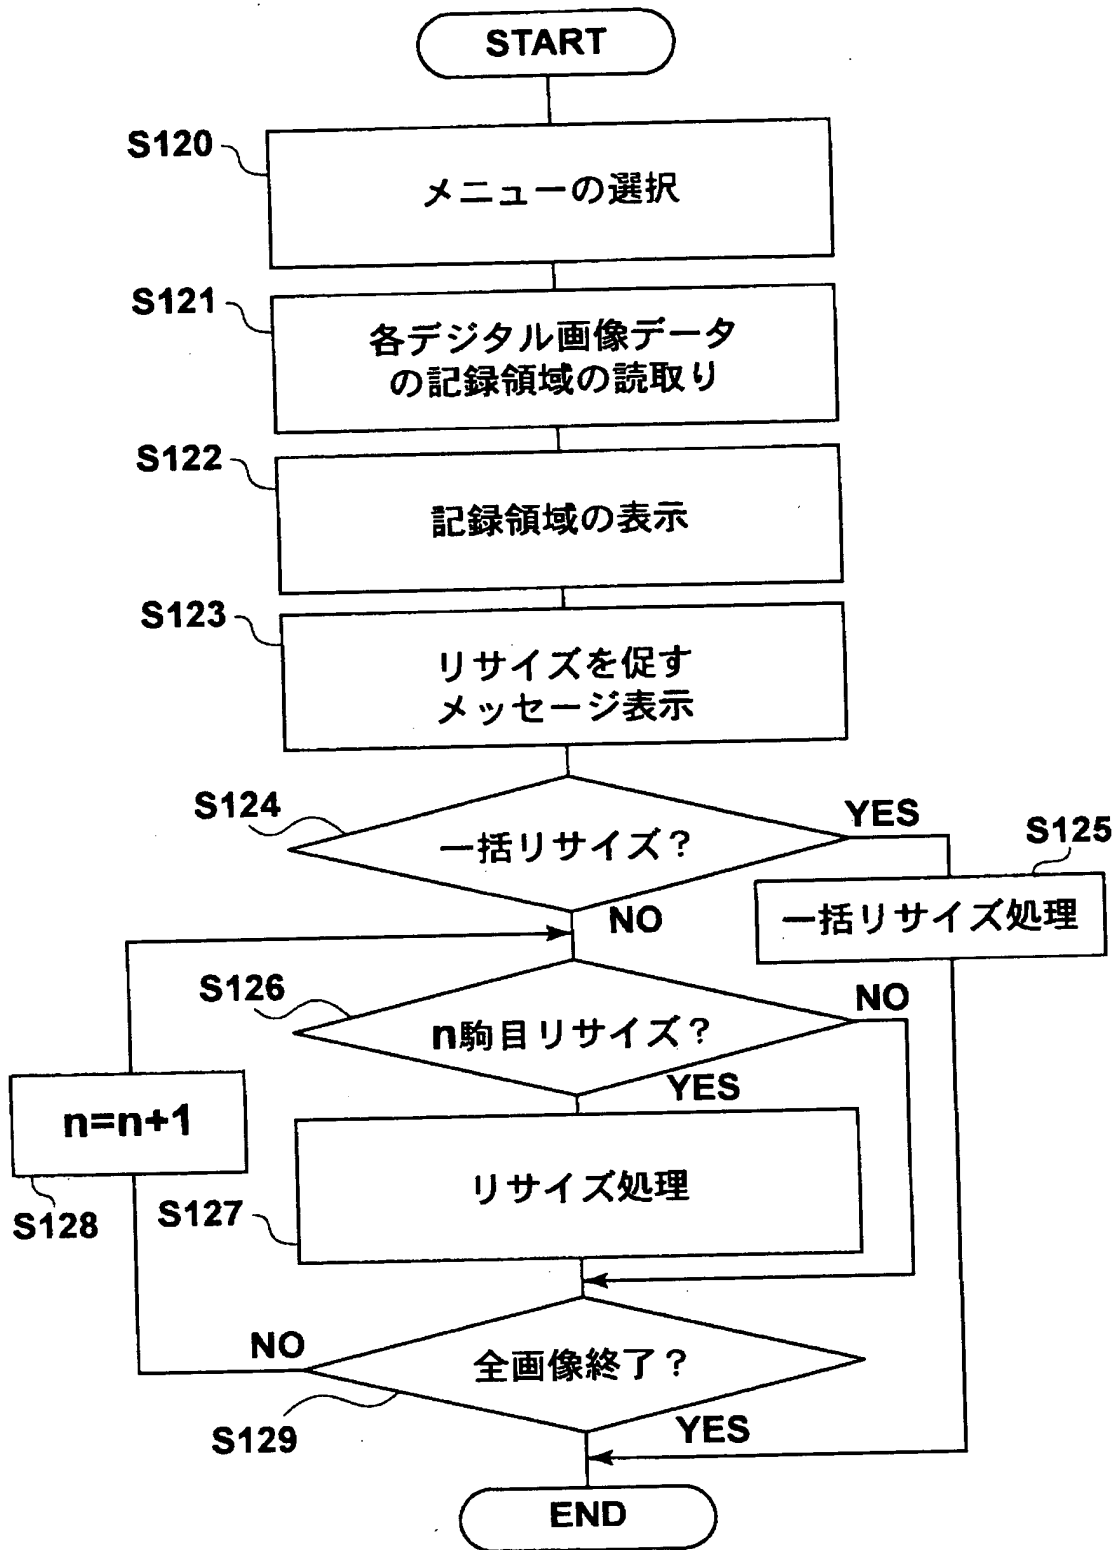 START
S120
メニューの選択
S121
各デジタル画像データ
の記録領域の読取り
S122
記録領域の表示
S123
リサイズを促す
メッセージ表示
S124
一括リサイズ?
YES
S125
一括リサイズ処理
NO
S126
n駒目リサイズ?
NO
YES
n=n+1
S128
リサイズ処理
S127
NO
全画像終了?
S129
YES
END